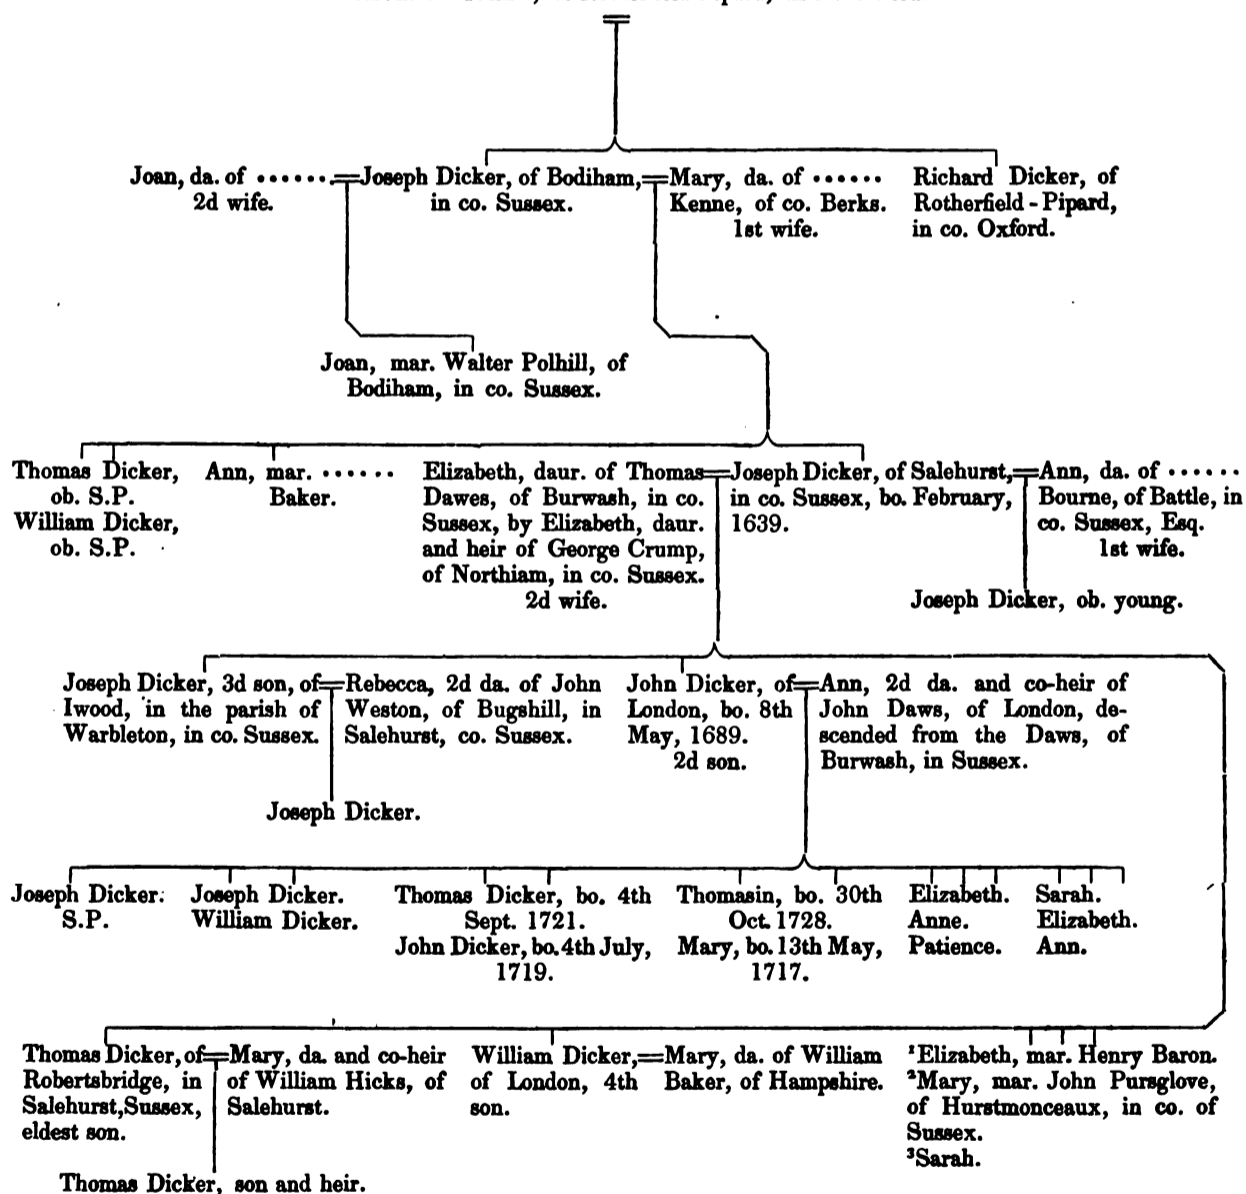 Joan, da. of ...... 
2d wife.
Joseph Dicker, of Bodiham,
in co. Sussex.
Mary, da. of ......
Kenne, of co. Berks.
1st wife.
Richard Dicker, of
Rotherfield-Pipard,
in co. Oxford.
Joan, mar. Walter Polhill, of
Bodiham, in co. Sussex.
Thomas Dicker,
ob. S.P.
William Dicker,
ob. S.P.
Ann, mar. ......
Baker.
Elizabeth, daur. of Thomas
Dawes, of Burwash, in co.
Sussex, by Elizabeth, daur.
and heir of George Crump,
of Northiam, in co. Sussex.
2d wife.
Joseph Dicker, of Salehurst,
in co. Sussex, bo. February,
1639.
Ann, da. of ......
Bourne, of Battle, in
co. Sussex, Esq.
1st wife.
Joseph Dicker, ob. young.
Joseph Dicker, 3d son, of
Iwood, in the parish of
Warbleton, in co. Sussex.
Rebecca, 2d da. of John
Weston, of Bugshill, in
Salehurst, co. Sussex.
John Dicker, of
London, bo. 8th
May, 1689.
2d son.
Ann, 2d da. and co-heir of
John Daws, of London, de-
scended from the Daws, of
Burwash, in Sussex.
Joseph Dicker.
Joseph Dicker.
S.P.
Joseph Dicker.
William Dicker.
Thomas Dicker, bo. 4th
Sept. 1721.
John Dicker, bo. 4th July,
1719.
Thomasin, bo. 30th
Oct. 1728.
Mary, bo. 13th May,
1717.
Elizabeth.
Anne.
Patience.
Sarah.
Elizabeth.
Ann.
Thomas Dicker, of
Robertsbridge, in
Salehurst, Sussex,
eldest son.
Mary, da. and co-heir
of William Hicks, of
Salehurst.
William Dicker,
of London, 4th
son.
Mary, da. of William
Baker, of Hampshire.
¹Elizabeth, mar. Henry Baron.
²Mary, mar. John Pursglove,
of Hurstmonceaux, in co. of
Sussex.
³Sarah.
Thomas Dicker, son and heir.